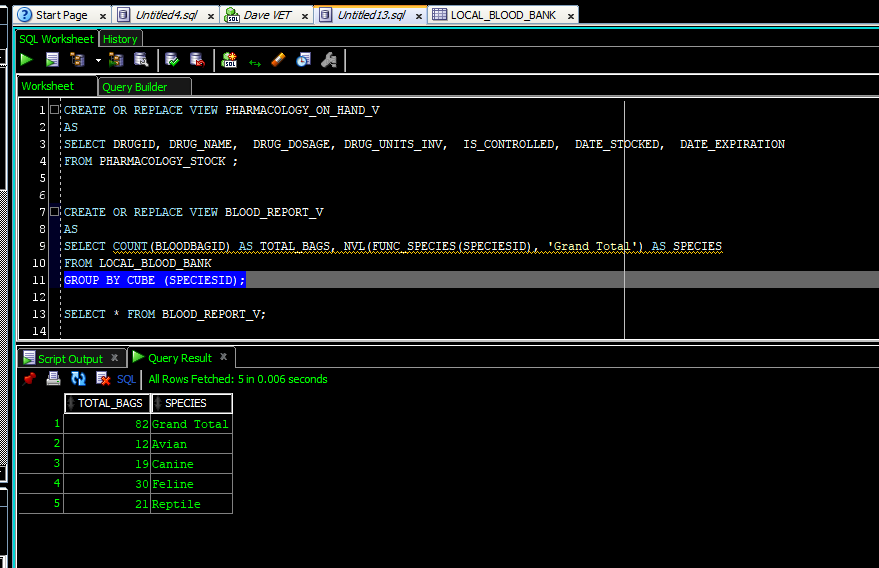 Start Page Untitled4.sql Dave VET Untitled13.sql LOCAL_BLOOD_BANK
SQL Worksheet History
Worksheet Query Builder
1 CREATE OR REPLACE VIEW PHARMACOLOGY_ON_HAND_V
2 AS
3 SELECT DRUGID, DRUG_NAME, DRUG_DOSAGE, DRUG_UNITS_INV, IS_CONTROLLED, DATE_STOCKED, DATE_EXPIRATION
4 FROM PHARMACOLOGY_STOCK ;
5
6
7 CREATE OR REPLACE VIEW BLOOD_REPORT_V
8 AS
9 SELECT COUNT(BLOODBAGID) AS TOTAL_BAGS, NVL(FUNC_SPECIES(SPECIESID), 'Grand Total') AS SPECIES
10 FROM LOCAL_BLOOD_BANK
11 GROUP BY CUBE (SPECIESID);
12
13 SELECT * FROM BLOOD_REPORT_V;
14
Script Output Query Result
SQL All Rows Fetched: 5 in 0.006 seconds
TOTAL_BAGS SPECIES
1 82 Grand Total
2 12 Avian
3 19 Canine
4 30 Feline
5 21 Reptile